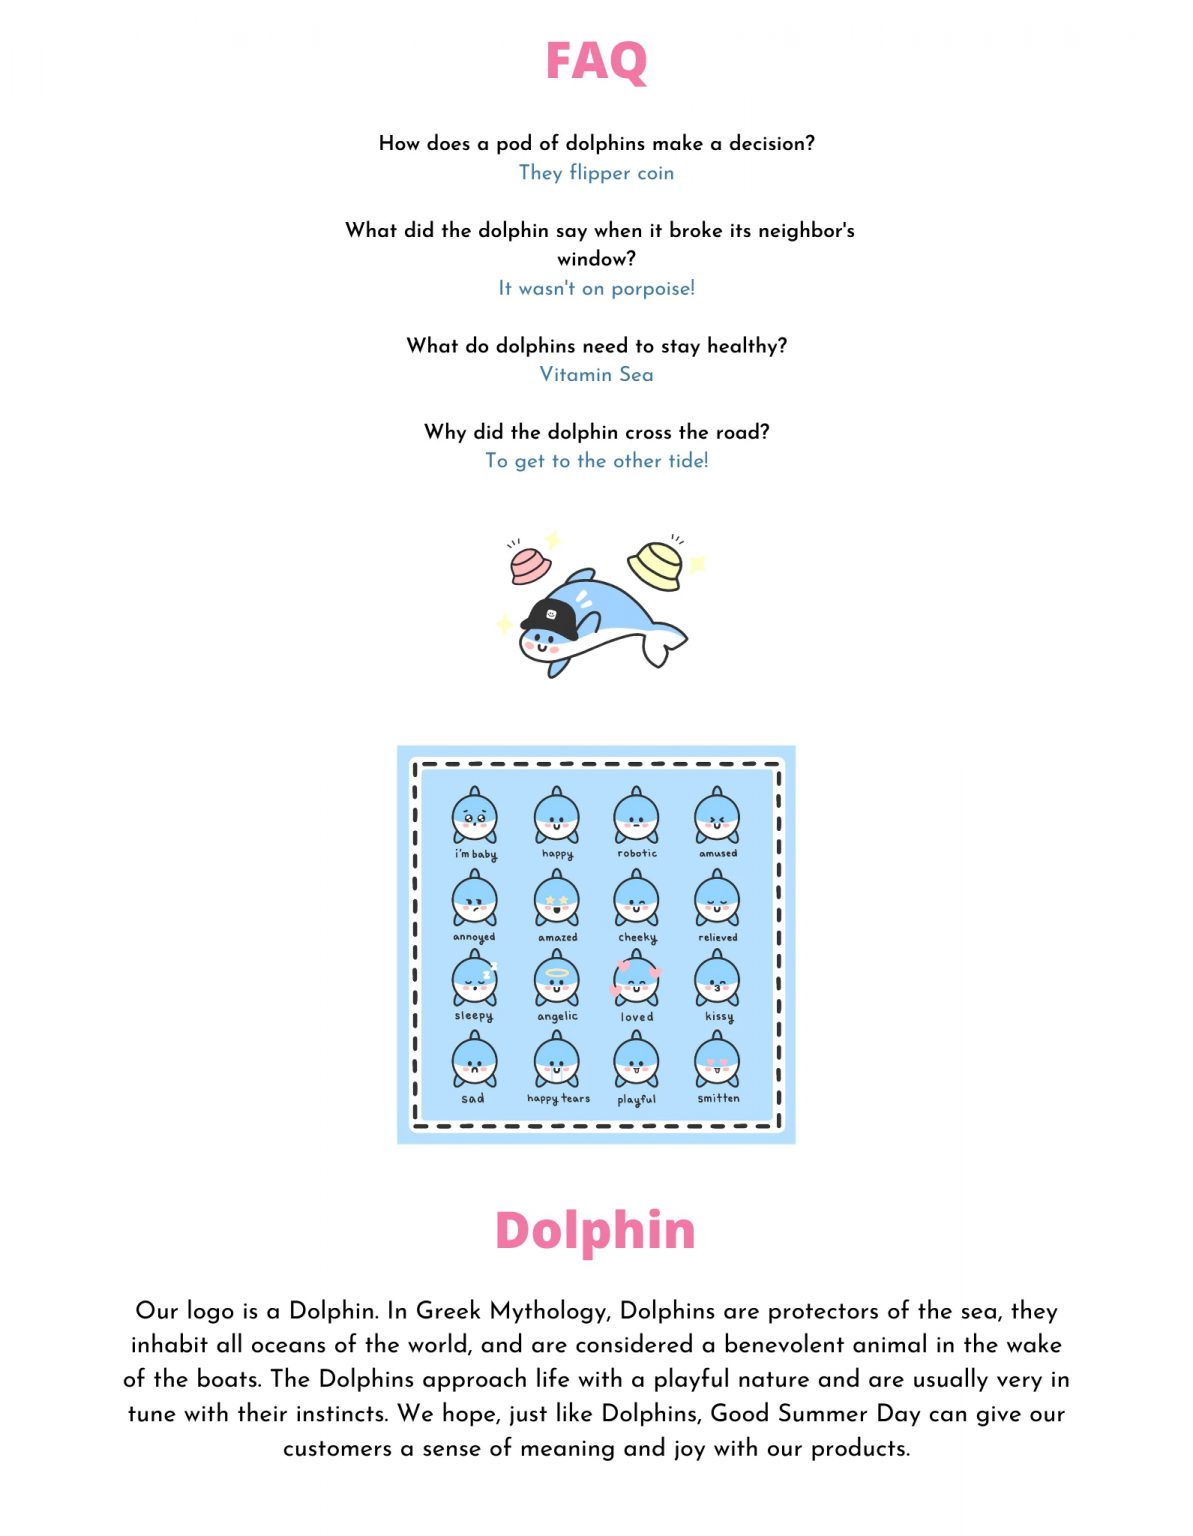 FAQ
How does a pod of dolphins make a decision?
They flipper coin
What did the dolphin say when it broke its neighbor's
window?
It wasn't on porpoise!
What do dolphins need to stay healthy?
Vitamin Sea
Why did the dolphin cross the road?
To get to the other tide!
i'm baby happy robotic amused
annoyed amazed cheeky relieved
sleepy angelic loved kissy
sad happy tears playful smitten
Dolphin
Our logo is a Dolphin. In Greek Mythology, Dolphins are protectors of the sea, they
inhabit all oceans of the world, and are considered a benevolent animal in the wake
of the boats. The Dolphins approach life with a playful nature and are usually very in
tune with their instincts. We hope, just like Dolphins, Good Summer Day can give our
customers a sense of meaning and joy with our products.